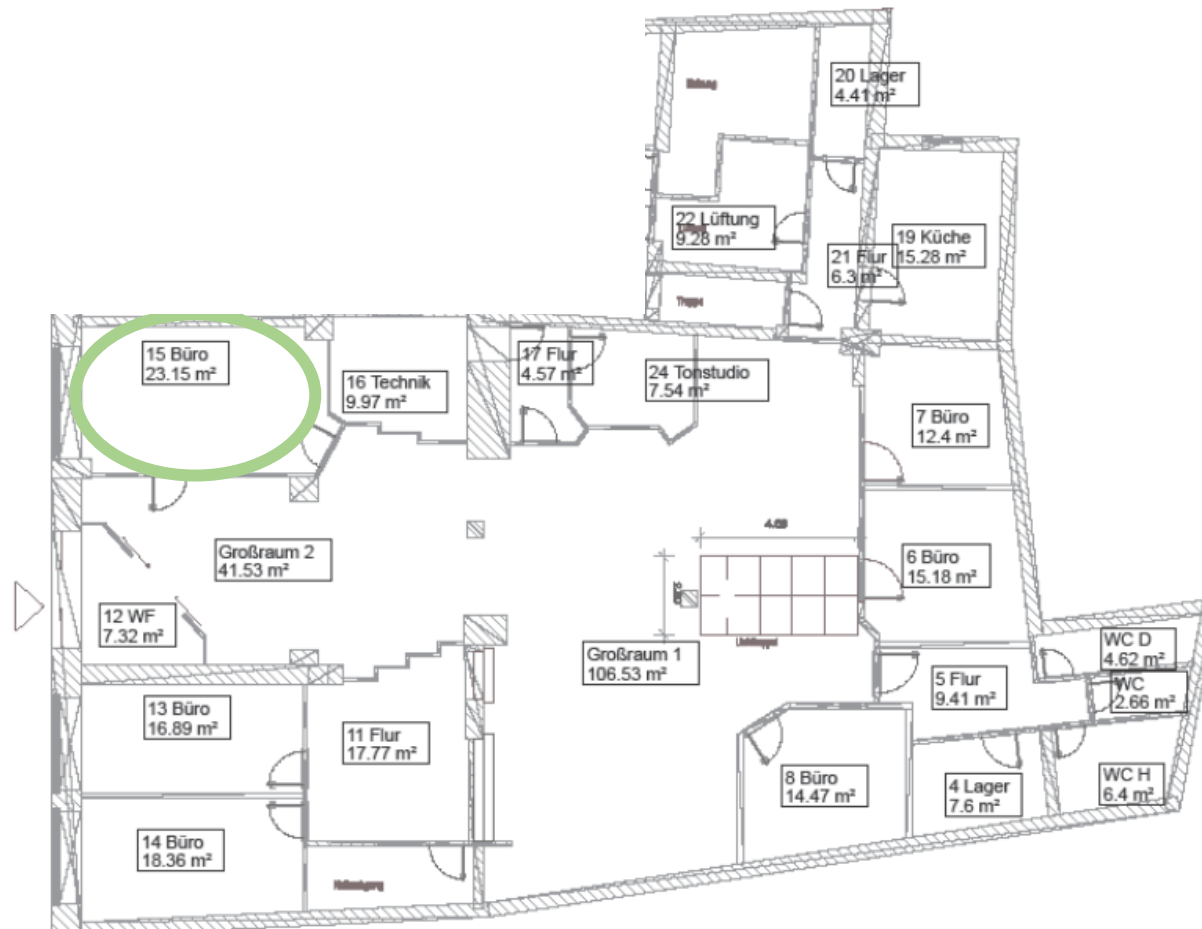 20 Lager
4.41 m²
22 Lüftung
9.28 m²
19 Küche
15.28 m²
21 Flur
6.3 m²
Treppe
15 Büro
23.15 m²
16 Technik
9.97 m²
17 Flur
4.57 m²
24 Tonstudio
7.54 m²
7 Büro
12.4 m²
Großraum 2
41.53 m²
6 Büro
15.18 m²
12 WF
7.32 m²
Großraum 1
106.53 m²
WC D
4.62 m²
5 Flur
9.41 m²
WC
2.66 m²
13 Büro
16.89 m²
11 Flur
17.77 m²
8 Büro
14.47 m²
4 Lager
7.6 m²
WC H
6.4 m²
14 Büro
18.36 m²